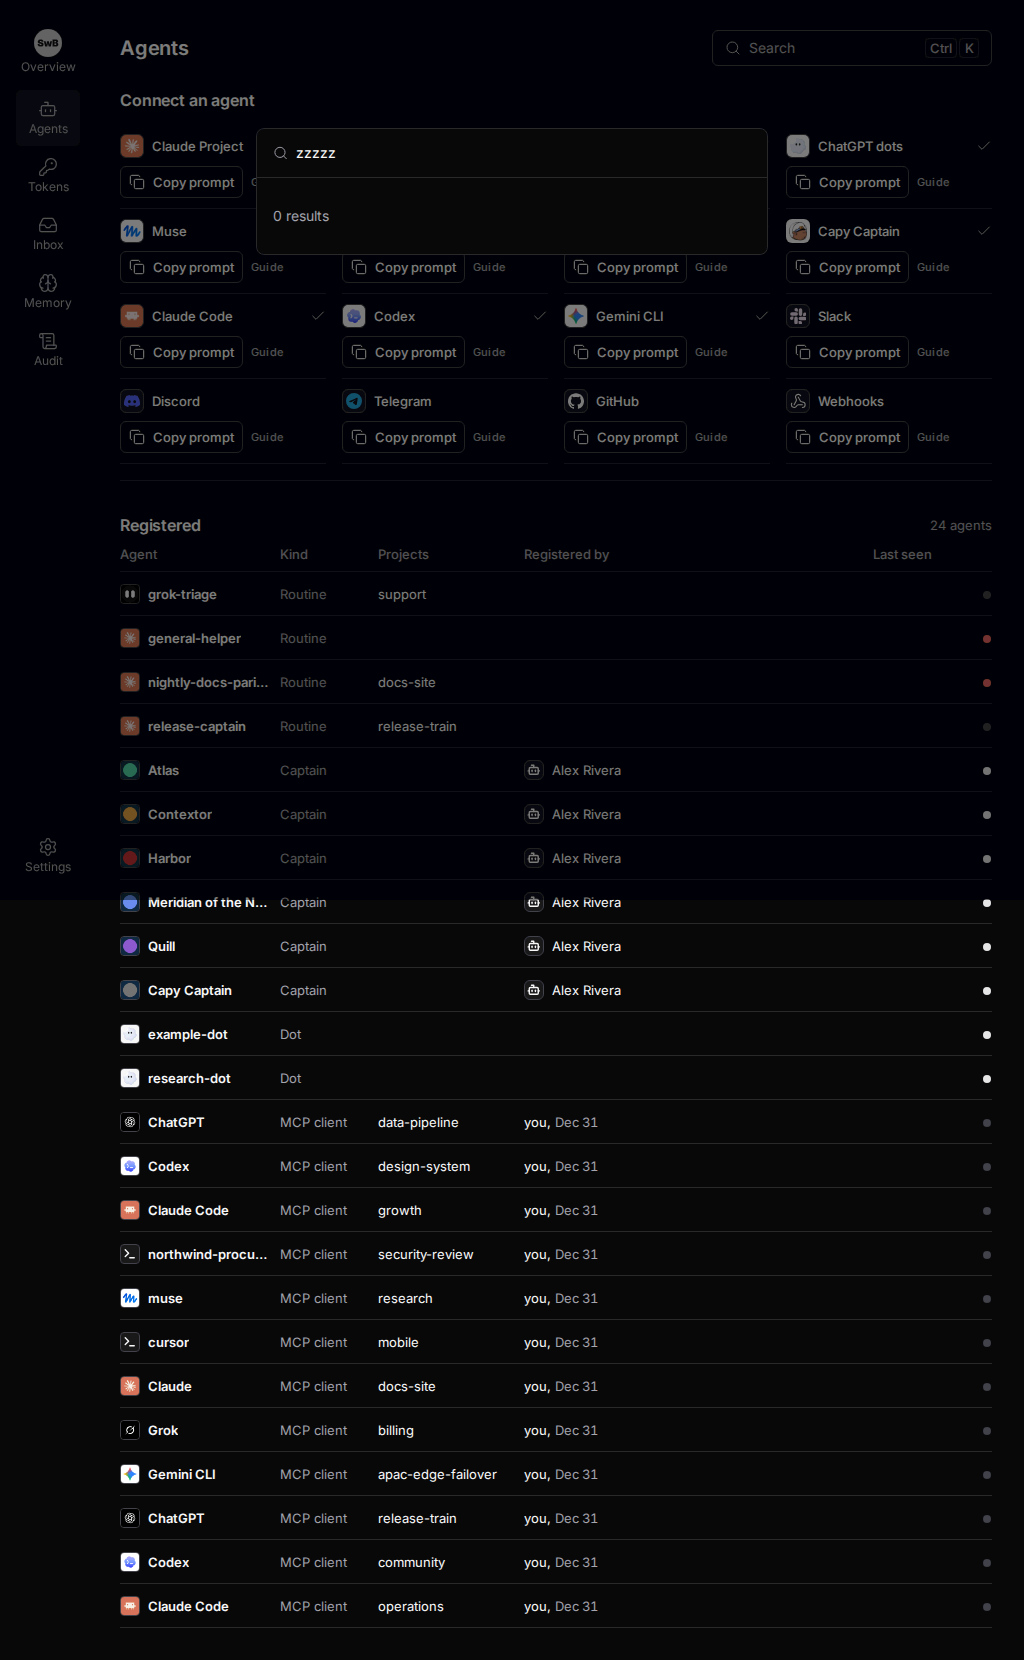 SwB
Overview
Agents
Tokens
Inbox
Memory
Audit
Settings
Agents
Search
Ctrl K
Connect an agent
Claude Project
Copy prompt
ChatGPT dots
Copy prompt Guide
zzzzz
0 results
Muse
Copy prompt Guide
Copy prompt Guide
Copy prompt Guide
Capy Captain
Copy prompt Guide
Claude Code
Copy prompt Guide
Codex
Copy prompt Guide
Gemini CLI
Copy prompt Guide
Slack
Copy prompt Guide
Discord
Copy prompt Guide
Telegram
Copy prompt Guide
GitHub
Copy prompt Guide
Webhooks
Copy prompt Guide
Registered 24 agents
Agent Kind Projects Registered by Last seen
grok-triage Routine support
general-helper Routine
nightly-docs-pari... Routine docs-site
release-captain Routine release-train
Atlas Captain Alex Rivera
Contextor Captain Alex Rivera
Harbor Captain Alex Rivera
Meridian of the N... Captain Alex Rivera
Quill Captain Alex Rivera
Capy Captain Captain Alex Rivera
example-dot Dot
research-dot Dot
ChatGPT MCP client data-pipeline you, Dec 31
Codex MCP client design-system you, Dec 31
Claude Code MCP client growth you, Dec 31
northwind-procu... MCP client security-review you, Dec 31
muse MCP client research you, Dec 31
cursor MCP client mobile you, Dec 31
Claude MCP client docs-site you, Dec 31
Grok MCP client billing you, Dec 31
Gemini CLI MCP client apac-edge-failover you, Dec 31
ChatGPT MCP client release-train you, Dec 31
Codex MCP client community you, Dec 31
Claude Code MCP client operations you, Dec 31